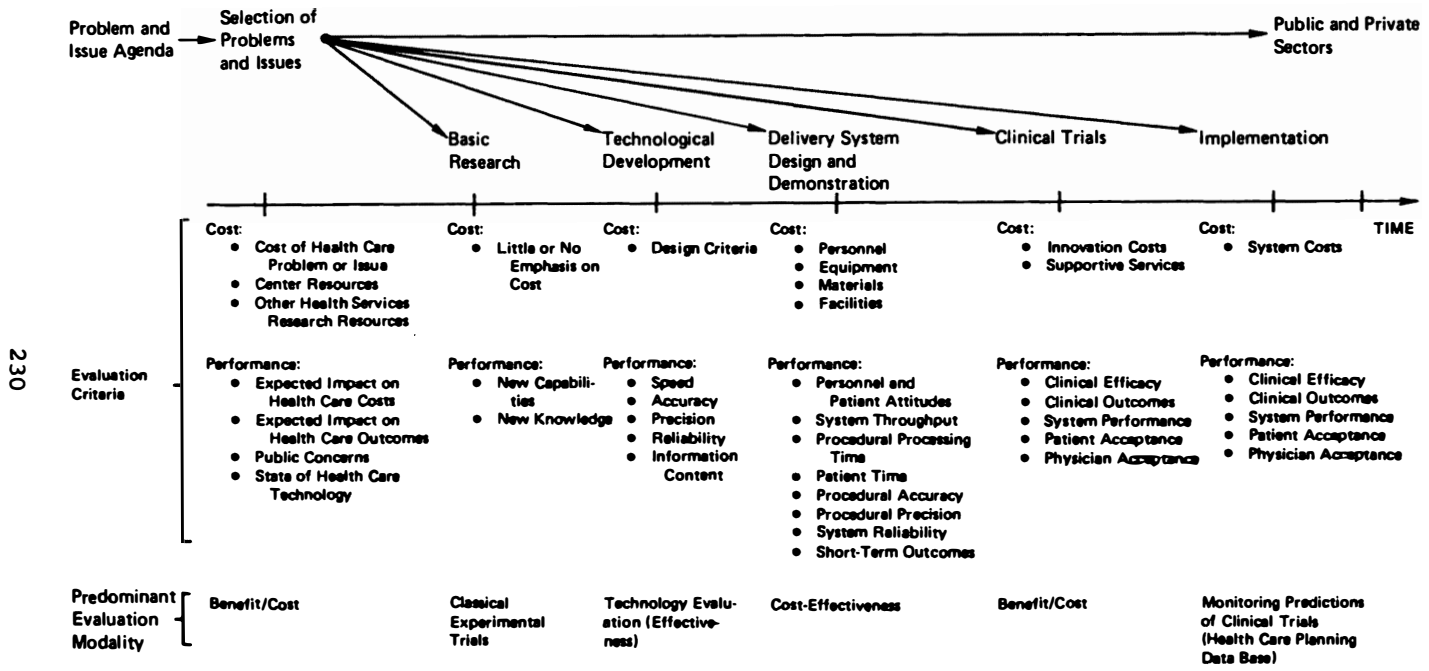 Problem and
Issue Agenda
Selection of
Problems
and Issues
Public and Private
Sectors
Basic
Research
Technological
Development
Delivery System
Design and
Demonstration
Clinical Trials
Implementation
TIME
230
Evaluation
Criteria
Cost:
• Cost of Health Care
Problem or Issue
• Center Resources
• Other Health Services
Research Resources
Cost:
• Little or No
Emphasis on
Cost
Cost:
• Design Criteria
Cost:
• Personnel
• Equipment
• Materials
• Facilities
Cost:
• Innovation Costs
• Supportive Services
Cost:
• System Costs
Performance:
• Expected Impact on
Health Care Costs
• Expected Impact on
Health Care Outcomes
• Public Concerns
• State of Health Care
Technology
Performance:
• New Capabili-
ties
• New Knowledge
Performance:
• Speed
• Accuracy
• Precision
• Reliability
• Information
Content
Performance:
• Personnel and
Patient Attitudes
• System Throughput
• Procedural Processing
Time
• Patient Time
• Procedural Accuracy
• Procedural Precision
• System Reliability
• Short-Term Outcomes
Performance:
• Clinical Efficacy
• Clinical Outcomes
• System Performance
• Patient Acceptance
• Physician Acceptance
Performance:
• Clinical Efficacy
• Clinical Outcomes
• System Performance
• Patient Acceptance
• Physician Acceptance
Predominant
Evaluation
Modality
Benefit/Cost
Classical
Experimental
Trials
Technology Evalu-
ation (Effective-
ness)
Cost-Effectiveness
Benefit/Cost
Monitoring Predictions
of Clinical Trials
(Health Care Planning
Data Base)